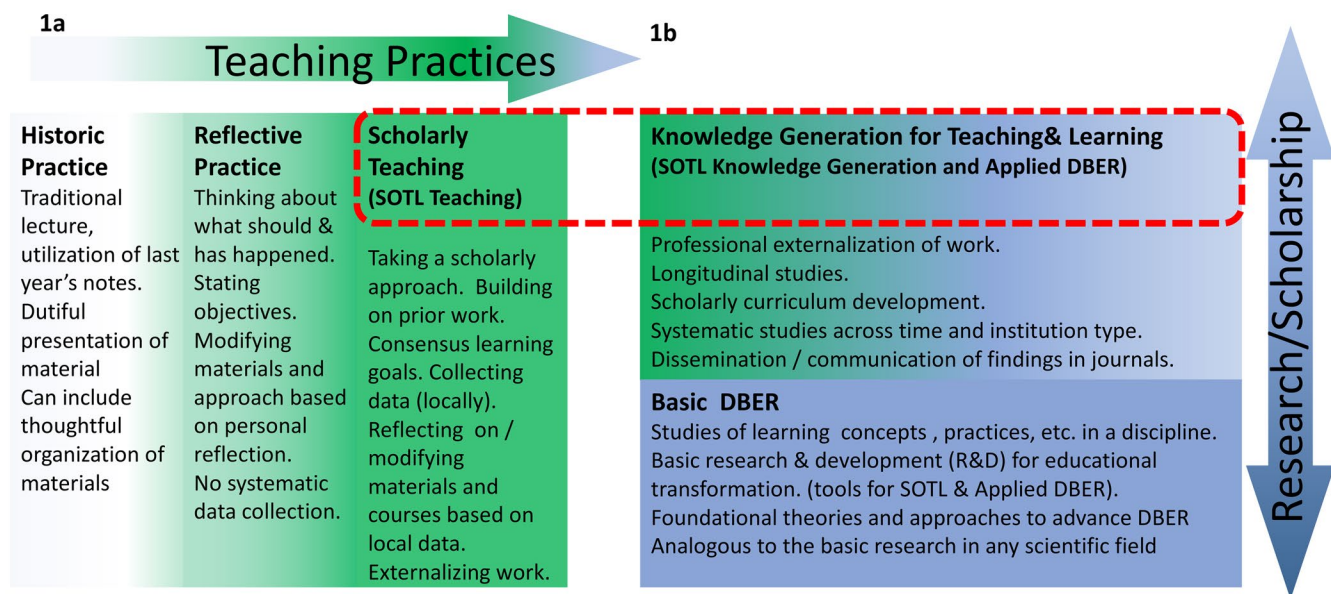 1a
Teaching Practices
Historic
Practice
Traditional
lecture,
utilization of last
year’s notes.
Dutiful
presentation of
material
Can include
thoughtful
organization of
materials
Reflective
Practice
Thinking about
what should &
has happened.
Stating
objectives.
Modifying
materials and
approach based
on personal
reflection.
No systematic
data collection.
Scholarly
Teaching
(SOTL Teaching)
Taking a scholarly
approach. Building
on prior work.
Consensus learning
goals. Collecting
data (locally).
Reflecting on /
modifying
materials and
courses based on
local data.
Externalizing work.
1b
Knowledge Generation for Teaching& Learning
(SOTL Knowledge Generation and Applied DBER)
Professional externalization of work.
Longitudinal studies.
Scholarly curriculum development.
Systematic studies across time and institution type.
Dissemination / communication of findings in journals.
Basic DBER
Studies of learning concepts , practices, etc. in a discipline.
Basic research & development (R&D) for educational
transformation. (tools for SOTL & Applied DBER).
Foundational theories and approaches to advance DBER
Analogous to the basic research in any scientific field
Research/Scholarship